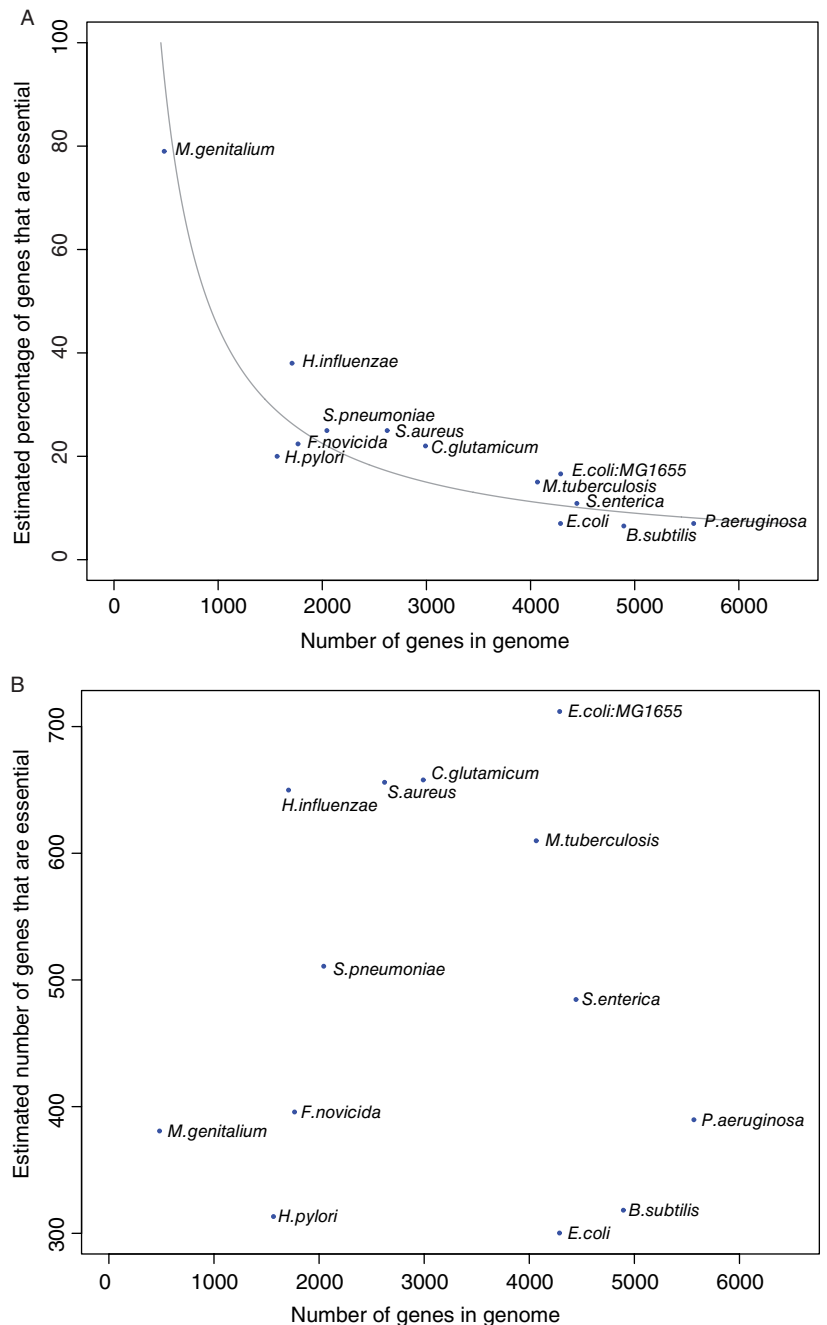 A
Estimated percentage of genes that are essential
100
80
60
40
20
0
M.genitalium
H.influenzae
S.pneumoniae
S.aureus
F.novicida
C.glutamicum
H.pylori
E.coli:MG1655
M.tuberculosis
S.enterica
E.coli
P.aeruginosa
B.subtilis
0 1000 2000 3000 4000 5000 6000
Number of genes in genome
B
Estimated number of genes that are essential
700
600
500
400
300
E.coli:MG1655
C.glutamicum
S.aureus
H.influenzae
M.tuberculosis
S.pneumoniae
S.enterica
F.novicida
P.aeruginosa
M.genitalium
H.pylori
B.subtilis
E.coli
0 1000 2000 3000 4000 5000 6000
Number of genes in genome